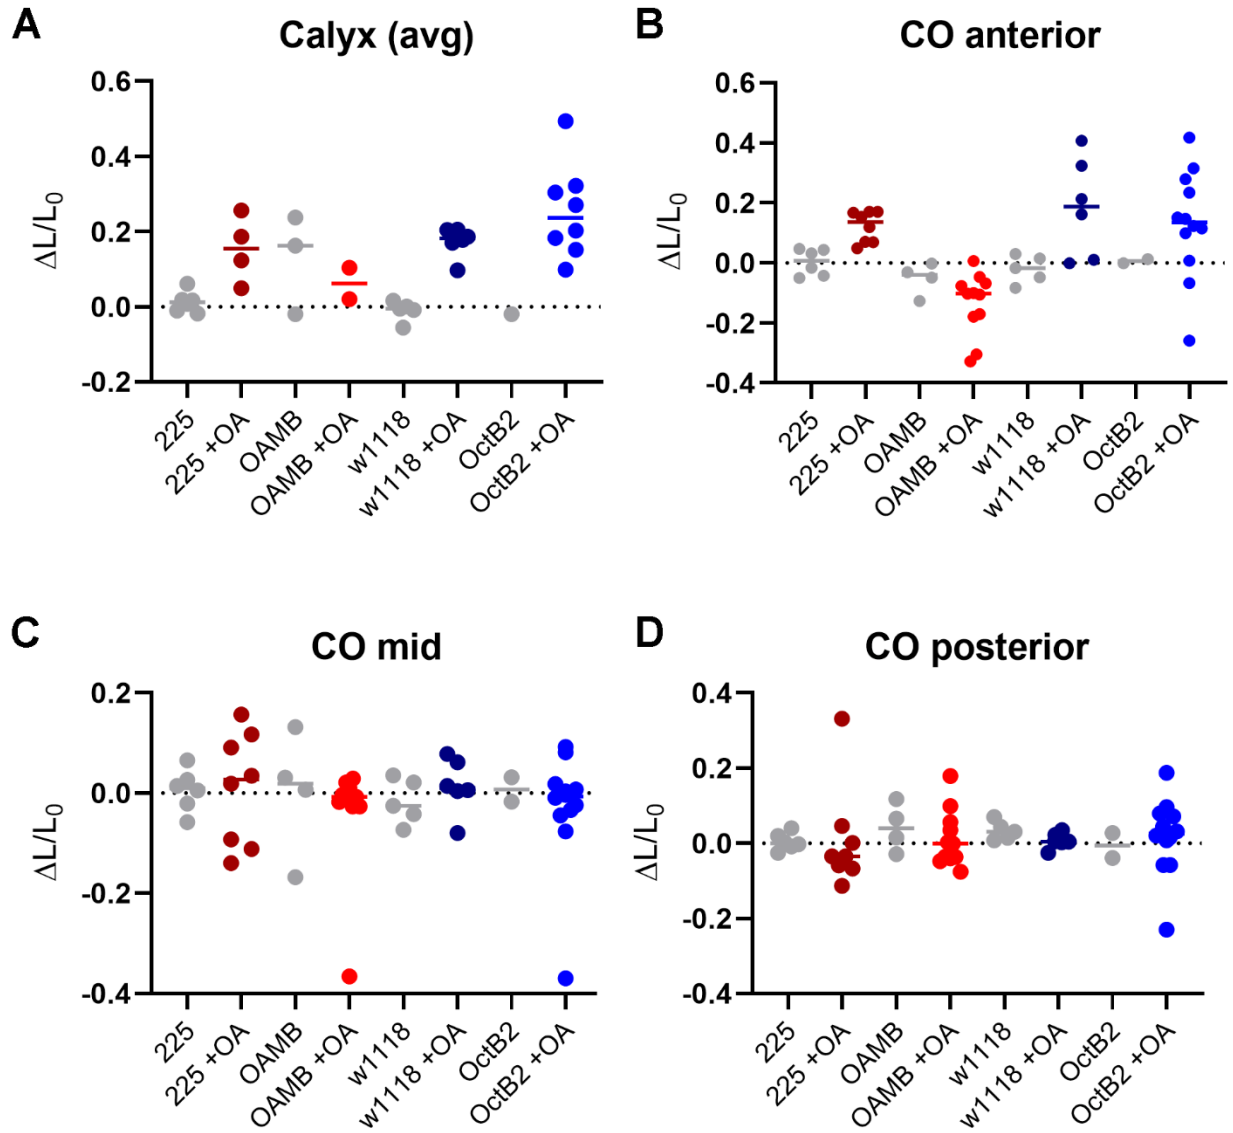 A
Calyx (avg)
ΔL/L0
0.6
0.4
0.2
0.0
-0.2
225
225 +OA
OAMB
OAMB +OA
w1118
w1118 +OA
OctB2
OctB2 +OA
B
CO anterior
ΔL/L0
0.6
0.4
0.2
0.0
-0.2
-0.4
225
225 +OA
OAMB
OAMB +OA
w1118
w1118 +OA
OctB2
OctB2 +OA
C
CO mid
ΔL/L0
0.2
0.0
-0.2
-0.4
225
225 +OA
OAMB
OAMB +OA
w1118
w1118 +OA
OctB2
OctB2 +OA
D
CO posterior
ΔL/L0
0.4
0.2
0.0
-0.2
-0.4
225
225 +OA
OAMB
OAMB +OA
w1118
w1118 +OA
OctB2
OctB2 +OA